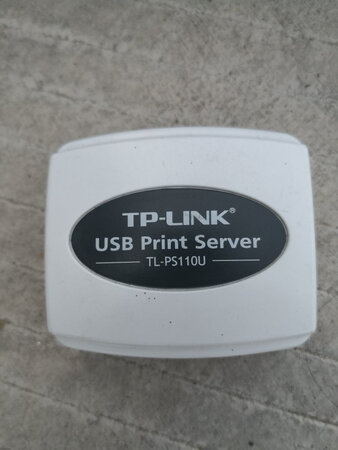 TP-LINK®
USB Print Server
TL-PS110U